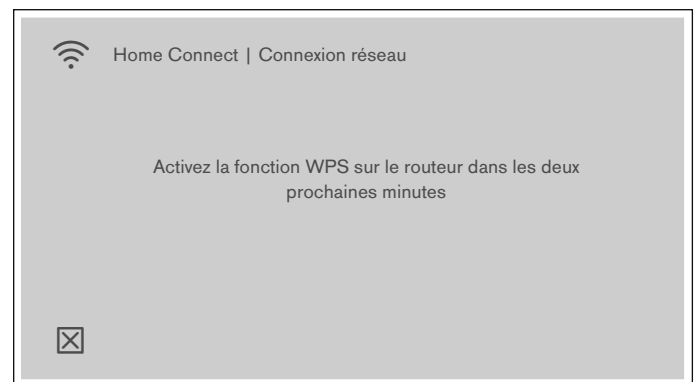 Home Connect | Connexion réseau
Activez la fonction WPS sur le routeur dans les deux
prochaines minutes